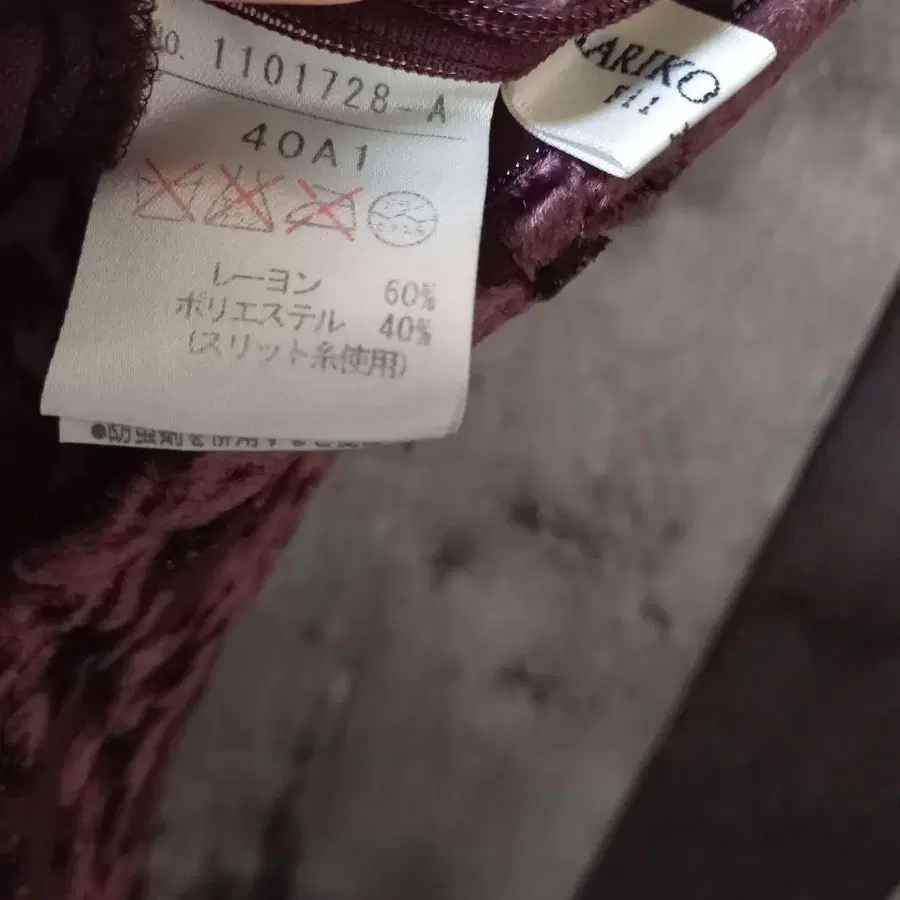 NO. 1101728-A
40A1
レーヨン 60%
ポリエステル 40%
(スリット糸使用)
ARIKO